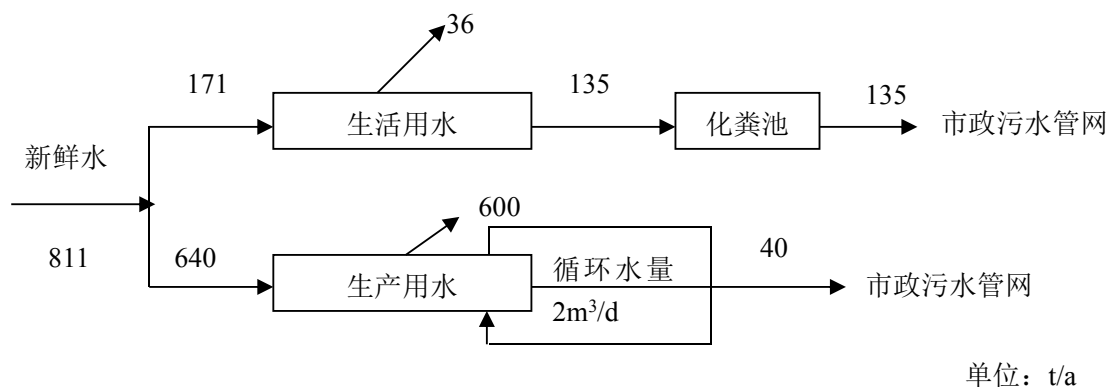 36
171
生活用水
135
化粪池
135
市政污水管网
新鲜水
811
640
生产用水
600
循环水量
2m³/d
40
市政污水管网
单位：t/a